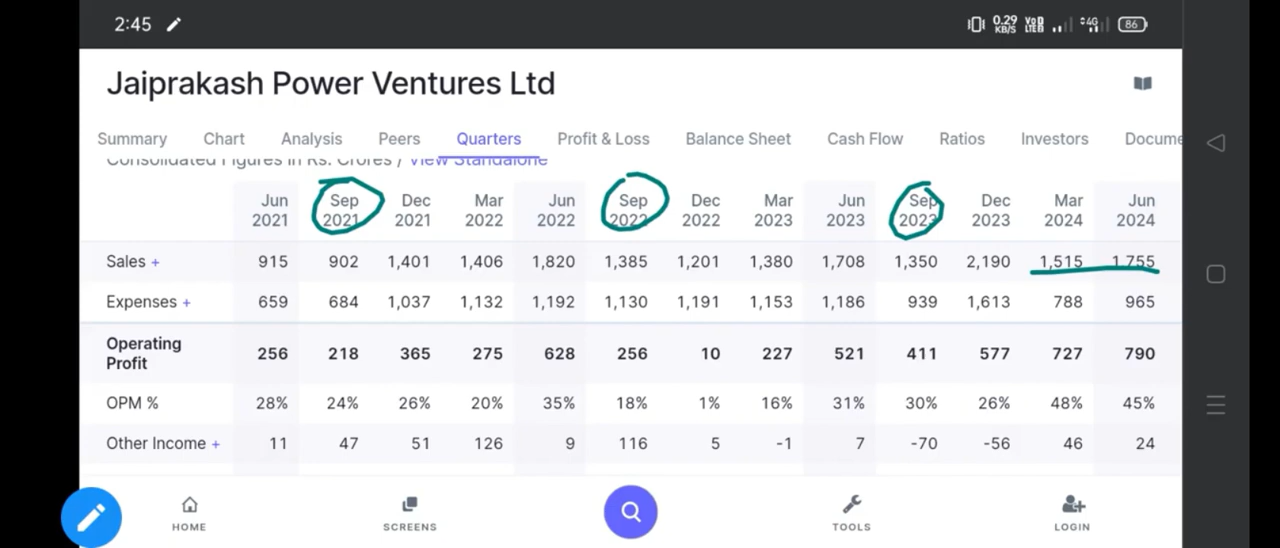 2:45 0.29 KB/S Vo LTE 4G 86
Jaiprakash Power Ventures Ltd
Summary Chart Analysis Peers Quarters Profit & Loss Balance Sheet Cash Flow Ratios Investors Docume
Consolidated Figures in Rs. Crores / View Standalone
Jun Sep Dec Mar Jun Sep Dec Mar Jun Sep Dec Mar Jun
2021 2021 2021 2022 2022 2022 2022 2023 2023 2023 2023 2024 2024
Sales + 915 902 1,401 1,406 1,820 1,385 1,201 1,380 1,708 1,350 2,190 1,515 1,755
Expenses + 659 684 1,037 1,132 1,192 1,130 1,191 1,153 1,186 939 1,613 788 965
Operating
Profit 256 218 365 275 628 256 10 227 521 411 577 727 790
OPM % 28% 24% 26% 20% 35% 18% 1% 16% 31% 30% 26% 48% 45%
Other Income + 11 47 51 126 9 116 5 -1 7 -70 -56 46 24
HOME SCREENS TOOLS LOGIN